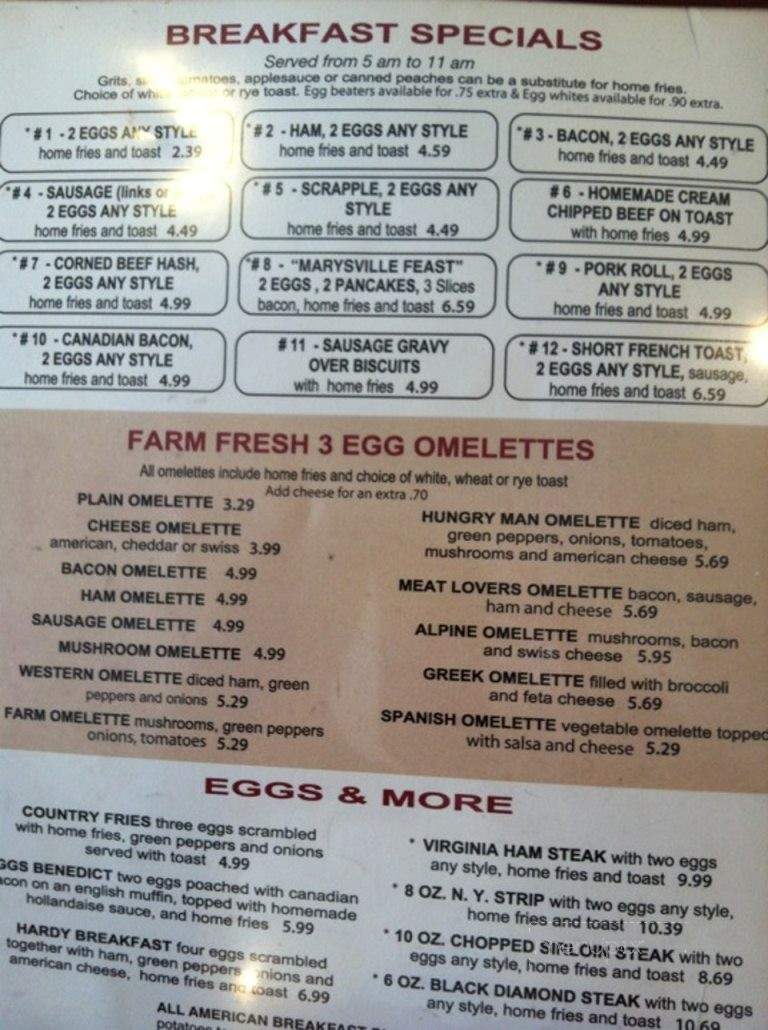 BREAKFAST SPECIALS
Served from 5 am to 11 am
Grits, applesauce or canned peaches can be a substitute for home fries.
Choice of or rye toast. Egg beaters available for .75 extra & Egg whites available for .90 extra.
*#1 - 2 EGGS ANY STYLE
home fries and toast 2.39
*#2 - HAM, 2 EGGS ANY STYLE
home fries and toast 4.59
*#3 - BACON, 2 EGGS ANY STYLE
home fries and toast 4.49
*#4 - SAUSAGE (links or
2 EGGS ANY STYLE
home fries and toast 4.49
*#5 - SCRAPPLE, 2 EGGS ANY
STYLE
home fries and toast 4.49
#6 - HOMEMADE CREAM
CHIPPED BEEF ON TOAST
with home fries 4.99
*#7 - CORNED BEEF HASH,
2 EGGS ANY STYLE
home fries and toast 4.99
*#8 - "MARYSVILLE FEAST"
2 EGGS , 2 PANCAKES, 3 Slices
bacon, home fries and toast 6.59
*#9 - PORK ROLL, 2 EGGS
ANY STYLE
home fries and toast 4.99
*#10 - CANADIAN BACON,
2 EGGS ANY STYLE
home fries and toast 4.99
#11 - SAUSAGE GRAVY
OVER BISCUITS
with home fries 4.99
*#12 - SHORT FRENCH TOAST,
2 EGGS ANY STYLE, sausage,
home fries and toast 6.59
FARM FRESH 3 EGG OMELETTES
All omelettes include home fries and choice of white, wheat or rye toast
Add cheese for an extra .70
PLAIN OMELETTE 3.29
CHEESE OMELETTE
american, cheddar or swiss 3.99
BACON OMELETTE 4.99
HAM OMELETTE 4.99
SAUSAGE OMELETTE 4.99
MUSHROOM OMELETTE 4.99
WESTERN OMELETTE diced ham, green
peppers and onions 5.29
FARM OMELETTE mushrooms, green peppers
onions, tomatoes 5.29
HUNGRY MAN OMELETTE diced ham,
green peppers, onions, tomatoes,
mushrooms and american cheese 5.69
MEAT LOVERS OMELETTE bacon, sausage,
ham and cheese 5.69
ALPINE OMELETTE mushrooms, bacon
and swiss cheese 5.95
GREEK OMELETTE filled with broccoli
and feta cheese 5.69
SPANISH OMELETTE vegetable omelette topped
with salsa and cheese 5.29
EGGS & MORE
COUNTRY FRIES three eggs scrambled
with home fries, green peppers and onions
served with toast 4.99
GGS BENEDICT two eggs poached with canadian
acon on an english muffin, topped with homemade
hollandaise sauce, and home fries 5.99
HARDY BREAKFAST four eggs scrambled
together with ham, green peppers onions and
american cheese, home fries and toast 6.99
ALL AMERICAN BREAKFAST
* VIRGINIA HAM STEAK with two eggs
any style, home fries and toast 9.99
* 8 OZ. N. Y. STRIP with two eggs any style,
home fries and toast 10.39
* 10 OZ. CHOPPED SIRLOIN STEAK with two
eggs any style, home fries and toast 8.69
* 6 OZ. BLACK DIAMOND STEAK with two eggs
any style, home fries and toast 10.69